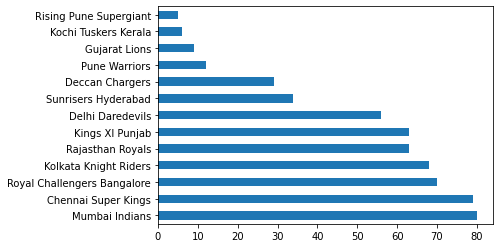 Rising Pune Supergiant
Kochi Tuskers Kerala
Gujarat Lions
Pune Warriors
Deccan Chargers
Sunrisers Hyderabad
Delhi Daredevils
Kings XI Punjab
Rajasthan Royals
Kolkata Knight Riders
Royal Challengers Bangalore
Chennai Super Kings
Mumbai Indians
0 10 20 30 40 50 60 70 80